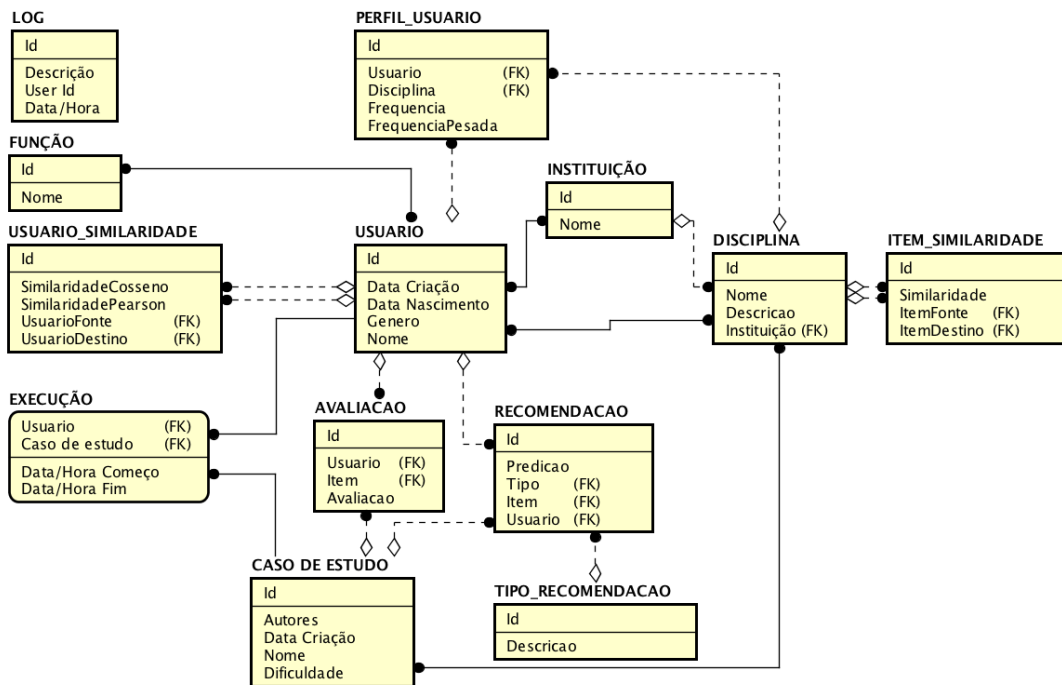 LOG
Id
Descrição
User Id
Data/Hora
PERFIL_USUARIO
Id
Usuario (FK)
Disciplina (FK)
Frequência
FrequenciaPesada
FUNÇÃO
Id
Nome
INSTITUIÇÃO
Id
Nome
USUARIO_SIMILARIDADE
Id
SimilaridadeCosseno
SimilaridadePearson
UsuarioFonte (FK)
UsuarioDestino (FK)
USUARIO
Id
Data Criação
Data Nascimento
Genero
Nome
DISCIPLINA
Id
Nome
Descricao
Instituição (FK)
ITEM_SIMILARIDADE
Id
Similaridade
ItemFonte (FK)
ItemDestino (FK)
EXECUÇÃO
Usuario (FK)
Caso de estudo (FK)
Data/Hora Começo
Data/Hora Fim
AVALIACAO
Id
Usuario (FK)
Item (FK)
Avaliacao
RECOMENDACAO
Id
Predicao
Tipo (FK)
Item (FK)
Usuario (FK)
CASO DE ESTUDO
Id
Autores
Data Criação
Nome
Dificuldade
TIPO_RECOMENDACAO
Id
Descricao